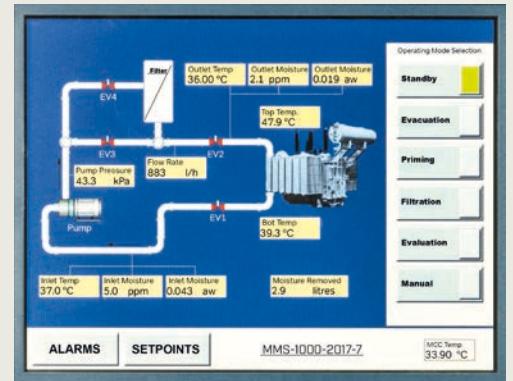 Operating Mode Selection
Filter
Outlet Temp
36.00 °C
Outlet Moisture
2.1 ppm
Outlet Moisture
0.019 aw
Standby
EV4
Top Temp.
47.9 °C
Evacuation
EV3
EV2
Flow Rate
883 l/h
Priming
Pump Pressure
43.3 kPa
Filtration
EV1
Pump
Bot Temp
39.3 °C
Evaluation
Inlet Temp
37.0 °C
Inlet Moisture
5.0 ppm
Inlet Moisture
0.043 aw
Moisture Removed
2.9 litres
Manual
ALARMS
SETPOINTS
MMS-1000-2017-7
MCC Temp
33.90 °C